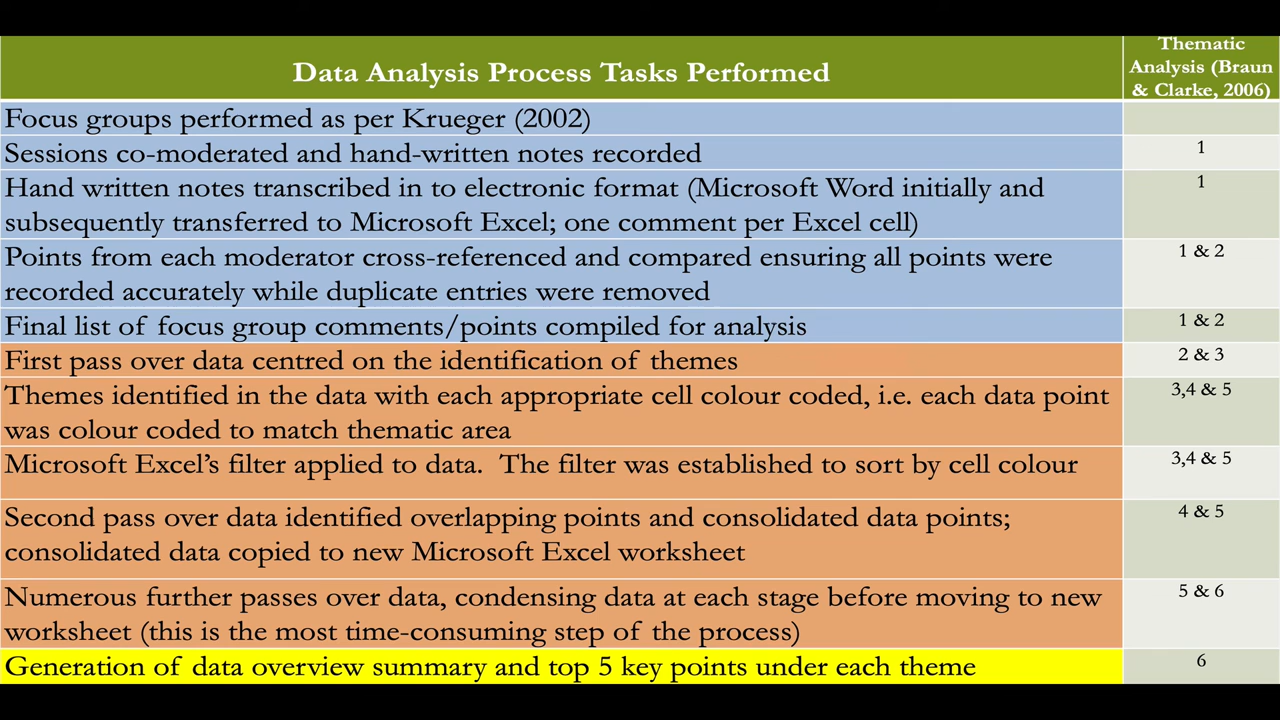 Data Analysis Process Tasks Performed
Thematic
Analysis (Braun
& Clarke, 2006)
Focus groups performed as per Krueger (2002)
Sessions co-moderated and hand-written notes recorded
1
Hand written notes transcribed in to electronic format (Microsoft Word initially and
subsequently transferred to Microsoft Excel; one comment per Excel cell)
1
Points from each moderator cross-referenced and compared ensuring all points were
recorded accurately while duplicate entries were removed
1 & 2
Final list of focus group comments/points compiled for analysis
1 & 2
First pass over data centred on the identification of themes
2 & 3
Themes identified in the data with each appropriate cell colour coded, i.e. each data point
was colour coded to match thematic area
3,4 & 5
Microsoft Excel’s filter applied to data.  The filter was established to sort by cell colour
3,4 & 5
Second pass over data identified overlapping points and consolidated data points;
consolidated data copied to new Microsoft Excel worksheet
4 & 5
Numerous further passes over data, condensing data at each stage before moving to new
worksheet (this is the most time-consuming step of the process)
5 & 6
Generation of data overview summary and top 5 key points under each theme
6